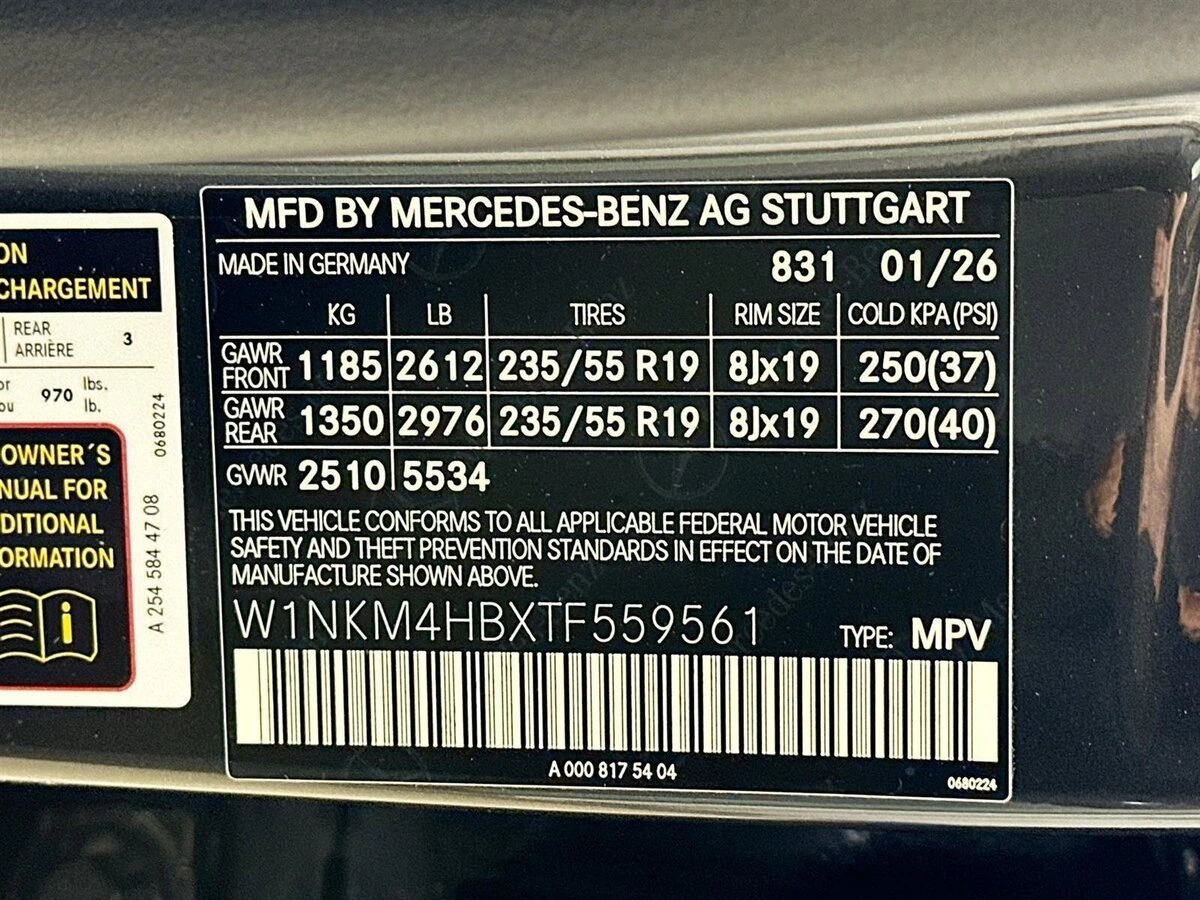 ON
CHARGEMENT
REAR
ARRIÈRE 3
or
ou 970 lbs.
lb.
0680224
OWNER´S
NUAL FOR
DITIONAL
FORMATION
i
A 254 584 47 08
MFD BY MERCEDES-BENZ AG STUTTGART
MADE IN GERMANY 831 01/26
KG LB TIRES RIM SIZE COLD KPA (PSI)
GAWR FRONT 1185 2612 235/55 R19 8Jx19 250(37)
GAWR REAR 1350 2976 235/55 R19 8Jx19 270(40)
GVWR 2510 5534
THIS VEHICLE CONFORMS TO ALL APPLICABLE FEDERAL MOTOR VEHICLE
SAFETY AND THEFT PREVENTION STANDARDS IN EFFECT ON THE DATE OF
MANUFACTURE SHOWN ABOVE.
W1NKM4HBXTF559561 TYPE: MPV
A 000 817 54 04
0680224